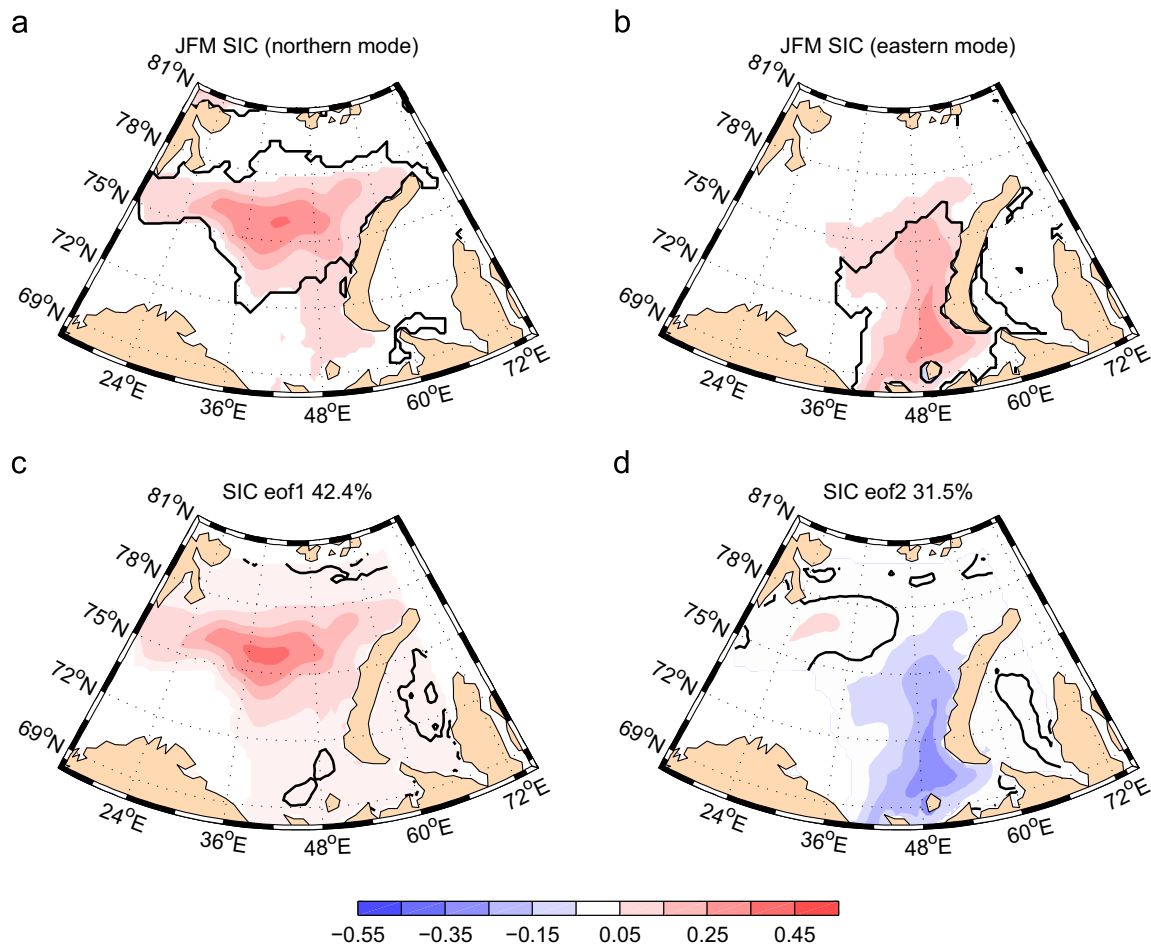 a
JFM SIC (northern mode)
81°N
78°N
75°N
72°N
69°N
24°E
36°E
48°E
60°E
72°E
b
JFM SIC (eastern mode)
81°N
78°N
75°N
72°N
69°N
24°E
36°E
48°E
60°E
72°E
c
SIC eof1 42.4%
81°N
78°N
75°N
72°N
69°N
24°E
36°E
48°E
60°E
72°E
d
SIC eof2 31.5%
81°N
78°N
75°N
72°N
69°N
24°E
36°E
48°E
60°E
72°E
−0.55 −0.35 −0.15 0.05 0.25 0.45